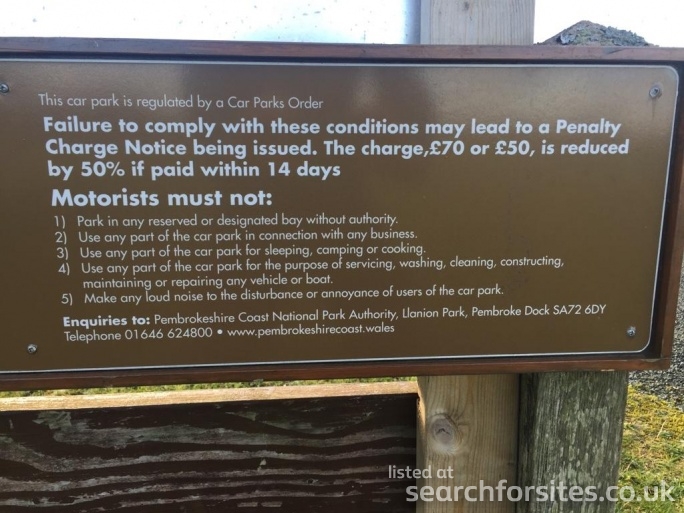 This car park is regulated by a Car Parks Order
Failure to comply with these conditions may lead to a Penalty
Charge Notice being issued. The charge,£70 or £50, is reduced
by 50% if paid within 14 days
Motorists must not:
1) Park in any reserved or designated bay without authority.
2) Use any part of the car park in connection with any business.
3) Use any part of the car park for sleeping, camping or cooking.
4) Use any part of the car park for the purpose of servicing, washing, cleaning, constructing,
maintaining or repairing any vehicle or boat.
5) Make any loud noise to the disturbance or annoyance of users of the car park.
Enquiries to: Pembrokeshire Coast National Park Authority, Llanion Park, Pembroke Dock SA72 6DY
Telephone 01646 624800 • www.pembrokeshirecoast.wales
listed at
searchforsites.co.uk